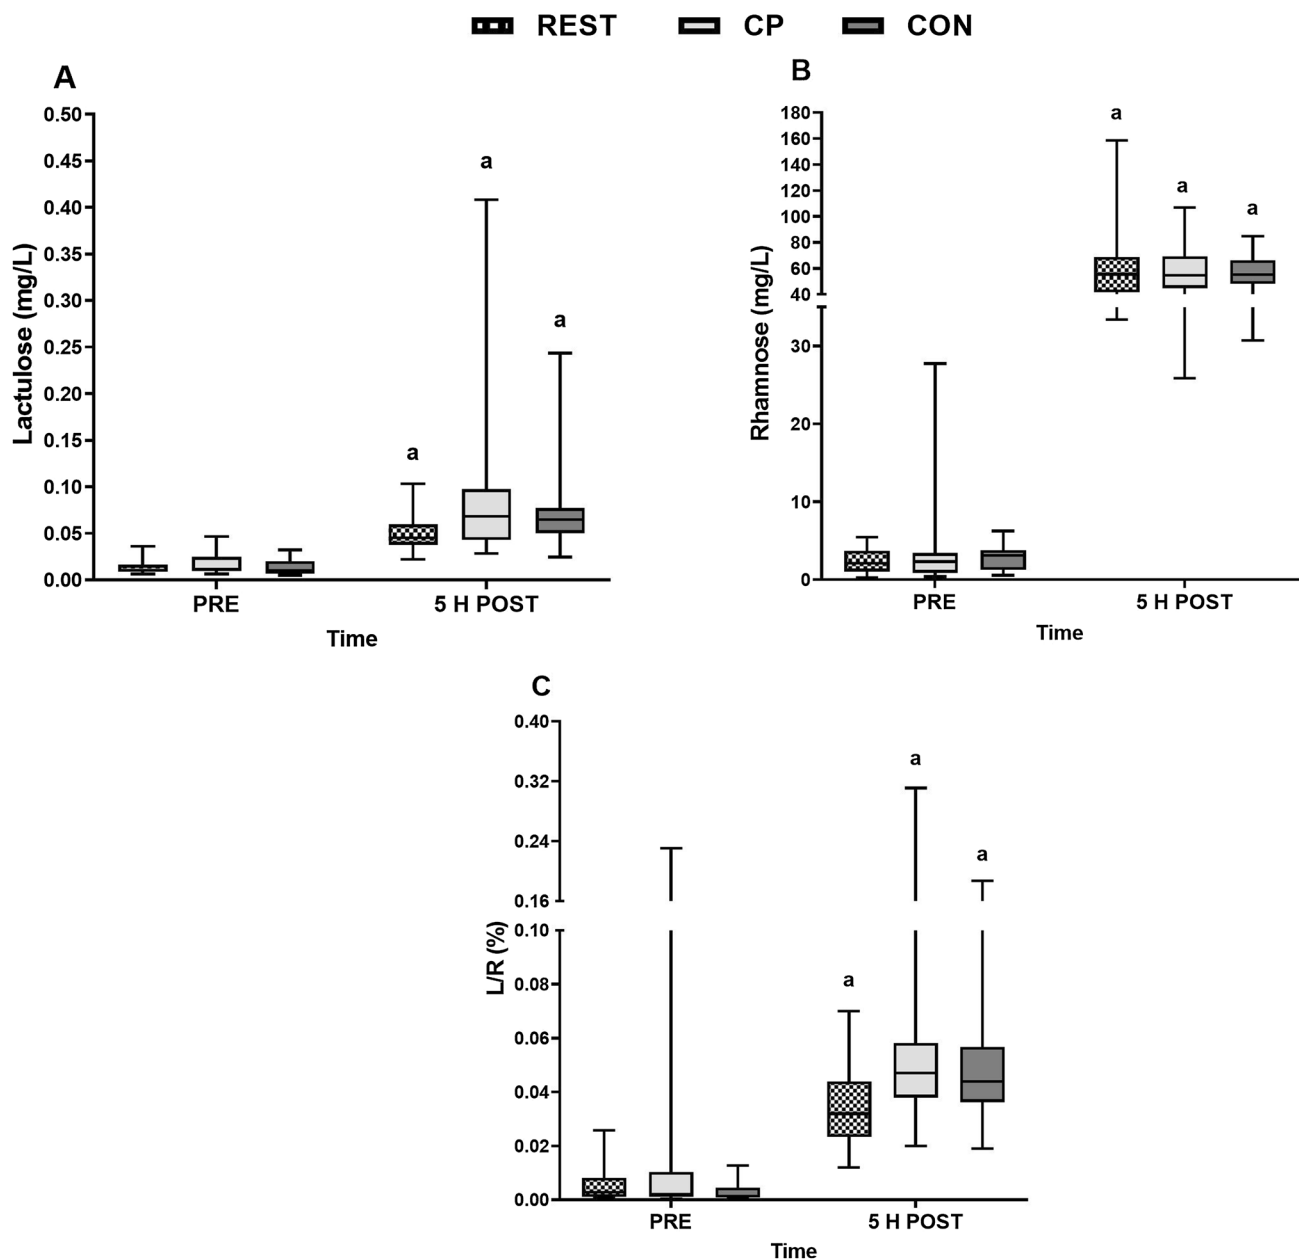 REST CP CON
A
0.50
0.45
0.40
0.35
0.30
0.25
0.20
0.15
0.10
0.05
0.00
Lactulose (mg/L)
a
a
a
PRE 5 H POST
Time
B
180
160
140
120
100
80
60
40
30
20
10
0
Rhamnose (mg/L)
a
a
a
PRE 5 H POST
Time
C
0.40
0.32
0.24
0.16
0.10
0.08
0.06
0.04
0.02
0.00
L/R (%)
a
a
a
PRE 5 H POST
Time